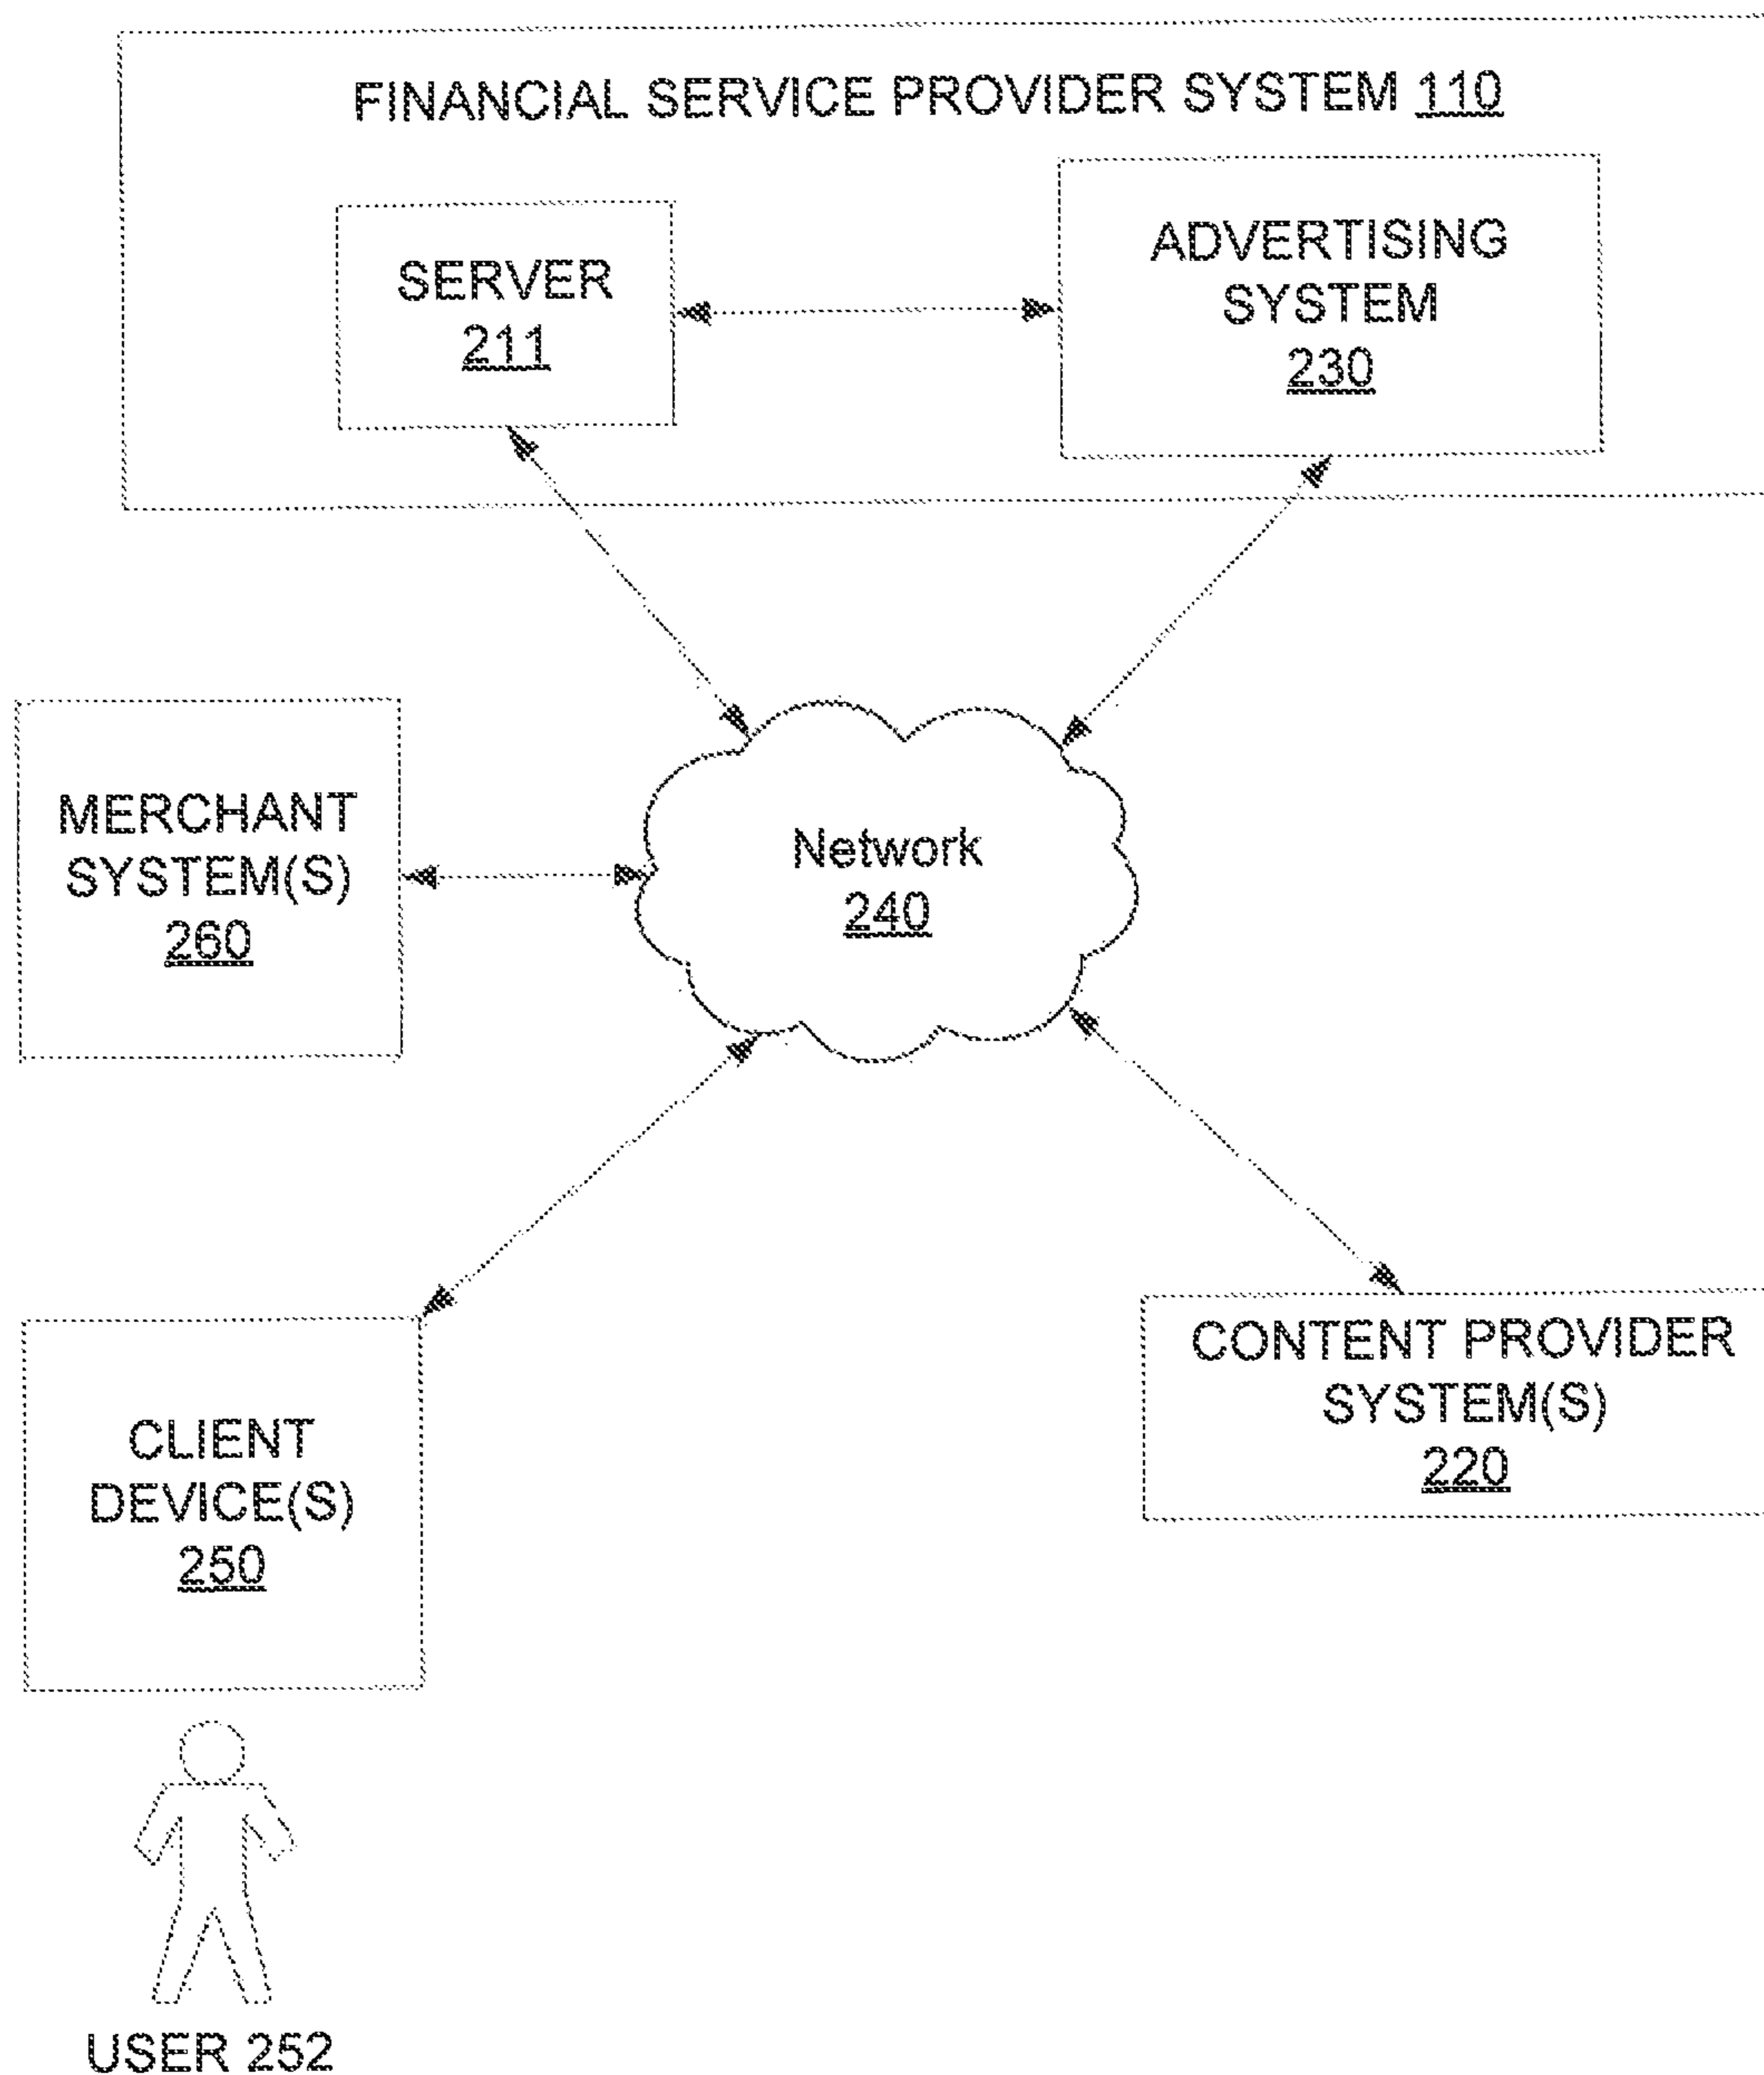 FINANCIAL SERVICE PROVIDER SYSTEM 110
SERVER
211
ADVERTISING
SYSTEM
230
MERCHANT
SYSTEM(S)
260
Network
240
CLIENT
DEVICE(S)
250
CONTENT PROVIDER
SYSTEM(S)
220
USER 252